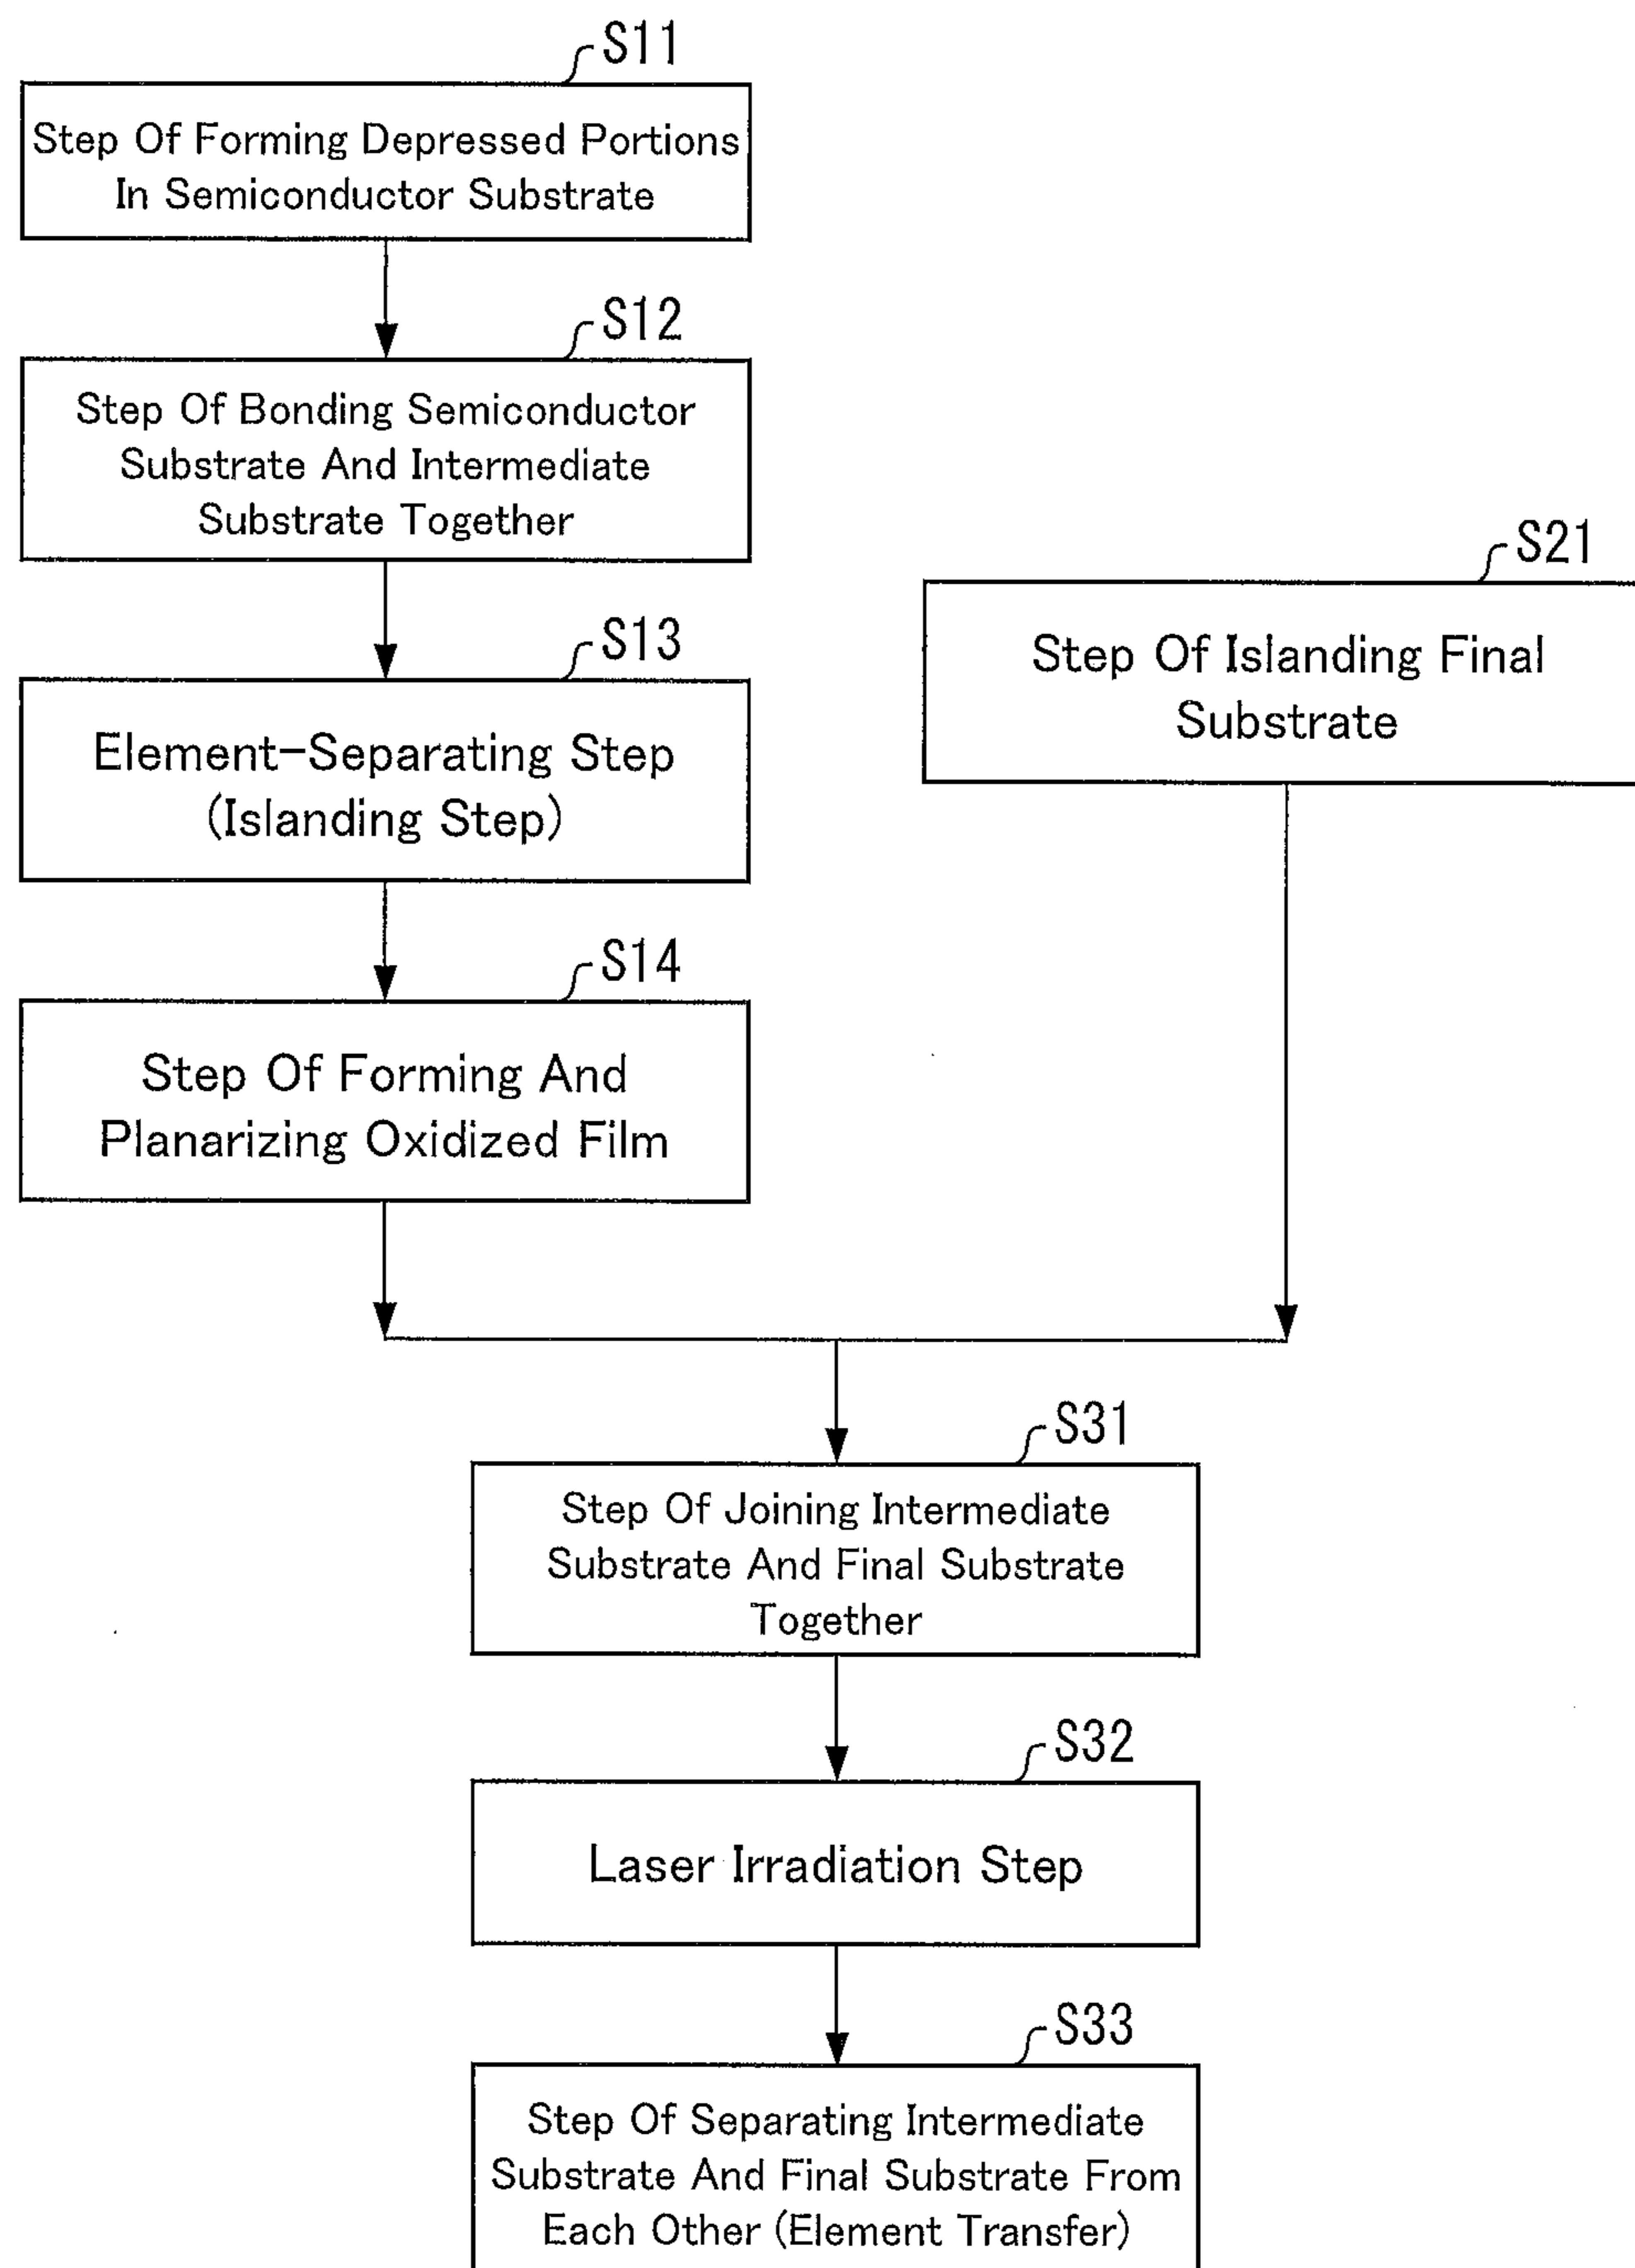 S11
Step Of Forming Depressed Portions
In Semiconductor Substrate
S12
Step Of Bonding Semiconductor
Substrate And Intermediate
Substrate Together
S21
Step Of Islanding Final
Substrate
S13
Element-Separating Step
(Islanding Step)
S14
Step Of Forming And
Planarizing Oxidized Film
S31
Step Of Joining Intermediate
Substrate And Final Substrate
Together
S32
Laser Irradiation Step
S33
Step Of Separating Intermediate
Substrate And Final Substrate From
Each Other (Element Transfer)